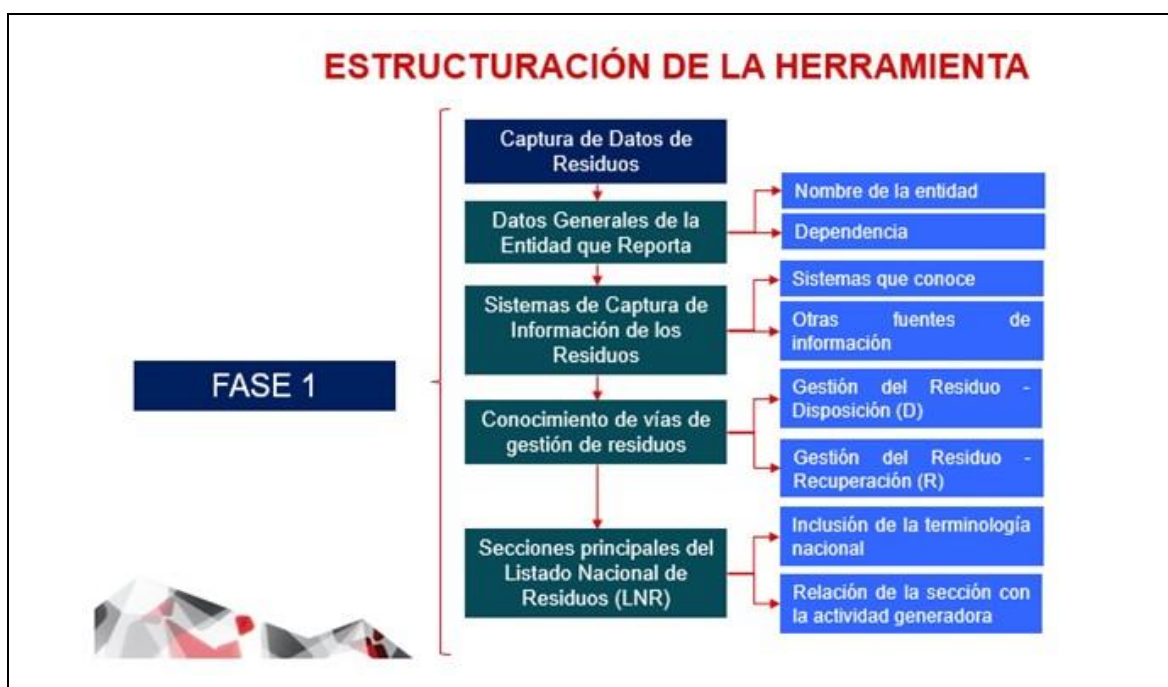 ESTRUCTURACIÓN DE LA HERRAMIENTA
FASE 1
Captura de Datos de
Residuos
Datos Generales de la
Entidad que Reporta
Nombre de la entidad
Dependencia
Sistemas de Captura de
Información de los
Residuos
Sistemas que conoce
Otras fuentes de
información
Conocimiento de vías de
gestión de residuos
Gestión del Residuo -
Disposición (D)
Gestión del Residuo -
Recuperación (R)
Secciones principales del
Listado Nacional de
Residuos (LNR)
Inclusión de la terminología
nacional
Relación de la sección con
la actividad generadora